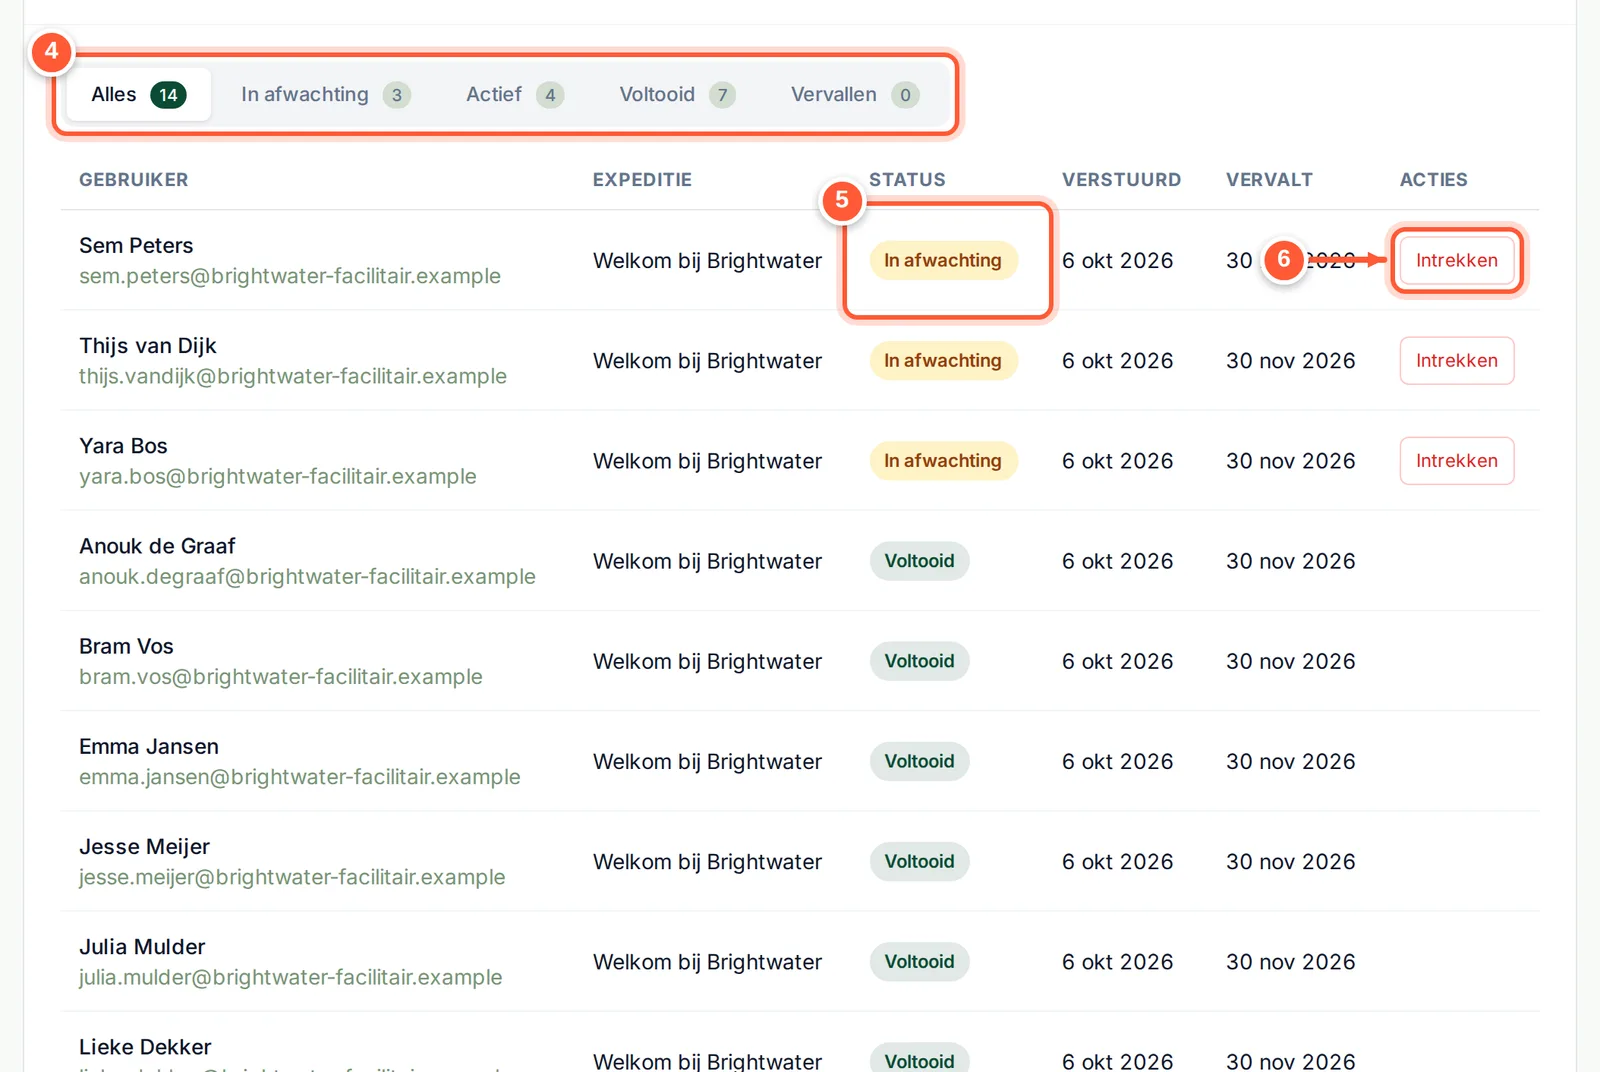 4
Alles 14 In afwachting 3 Actief 4 Voltooid 7 Vervallen 0
GEBRUIKER EXPEDITIE STATUS VERSTUURD VERVALT ACTIES
5
Sem Peters
sem.peters@brightwater-facilitair.example
Welkom bij Brightwater In afwachting 6 okt 2026 30 6 2026 Intrekken
Thijs van Dijk
thijs.vandijk@brightwater-facilitair.example
Welkom bij Brightwater In afwachting 6 okt 2026 30 nov 2026 Intrekken
Yara Bos
yara.bos@brightwater-facilitair.example
Welkom bij Brightwater In afwachting 6 okt 2026 30 nov 2026 Intrekken
Anouk de Graaf
anouk.degraaf@brightwater-facilitair.example
Welkom bij Brightwater Voltooid 6 okt 2026 30 nov 2026
Bram Vos
bram.vos@brightwater-facilitair.example
Welkom bij Brightwater Voltooid 6 okt 2026 30 nov 2026
Emma Jansen
emma.jansen@brightwater-facilitair.example
Welkom bij Brightwater Voltooid 6 okt 2026 30 nov 2026
Jesse Meijer
jesse.meijer@brightwater-facilitair.example
Welkom bij Brightwater Voltooid 6 okt 2026 30 nov 2026
Julia Mulder
julia.mulder@brightwater-facilitair.example
Welkom bij Brightwater Voltooid 6 okt 2026 30 nov 2026
Lieke Dekker
Welkom bij Brightwater Voltooid 6 okt 2026 30 nov 2026